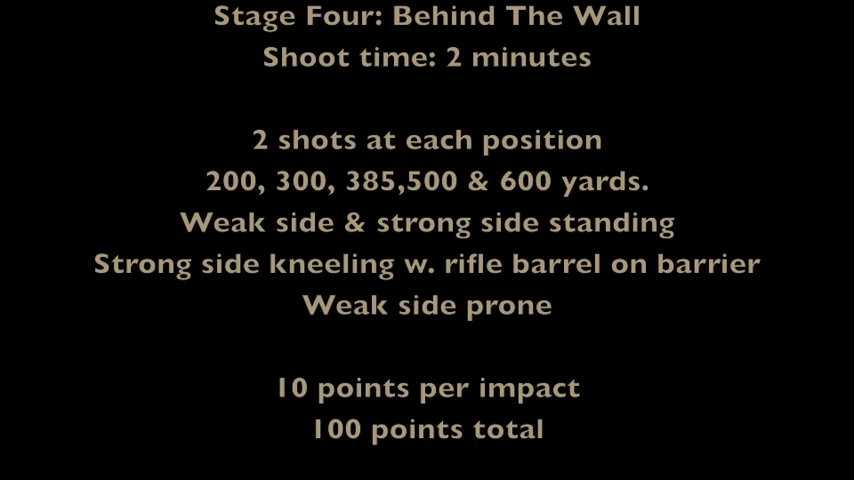 Stage Four: Behind The Wall
Shoot time: 2 minutes
2 shots at each position
200, 300, 385,500 & 600 yards.
Weak side & strong side standing
Strong side kneeling w. rifle barrel on barrier
Weak side prone
10 points per impact
100 points total